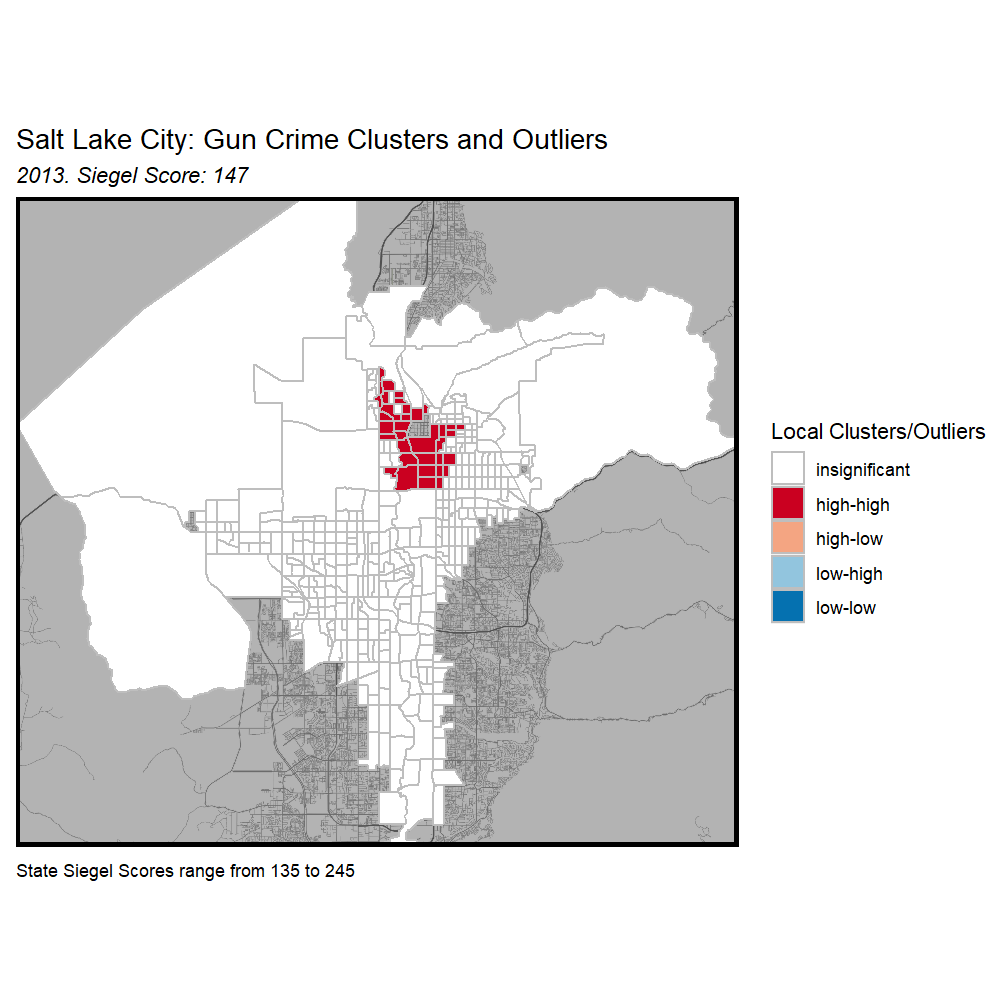 Salt Lake City: Gun Crime Clusters and Outliers
2013. Siegel Score: 147
Local Clusters/Outliers
insignificant
high-high
high-low
low-high
low-low
State Siegel Scores range from 135 to 245